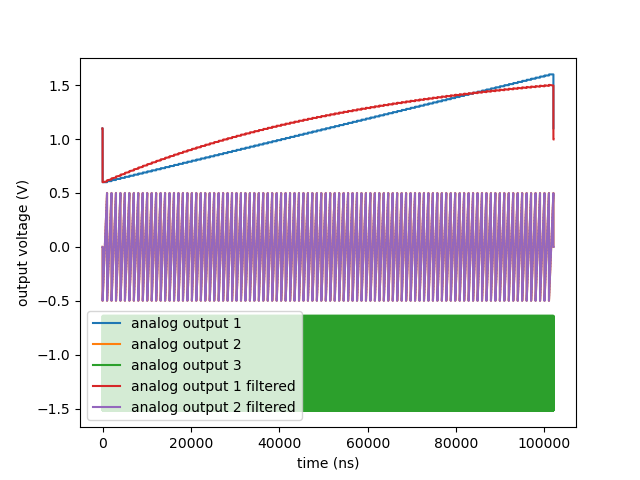 output voltage (V)
1.5
1.0
0.5
0.0
−0.5
−1.0
−1.5
analog output 1
analog output 2
analog output 3
analog output 1 filtered
analog output 2 filtered
0 20000 40000 60000 80000 100000
time (ns)